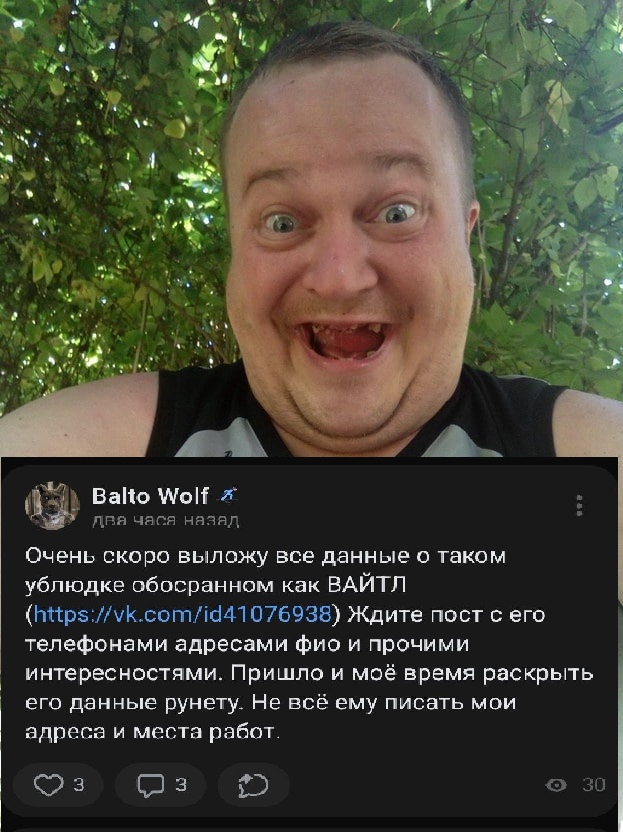 Balto Wolf
два часа назад
Очень скоро выложу все данные о таком
ублюдке обосранном как ВАЙТЛ
(https://vk.com/id41076938) Ждите пост с его
телефонами адресами фио и прочими
интересностями. Пришло и моё время раскрыть
его данные рунету. Не всё ему писать мои
адреса и места работ.
3 3 30